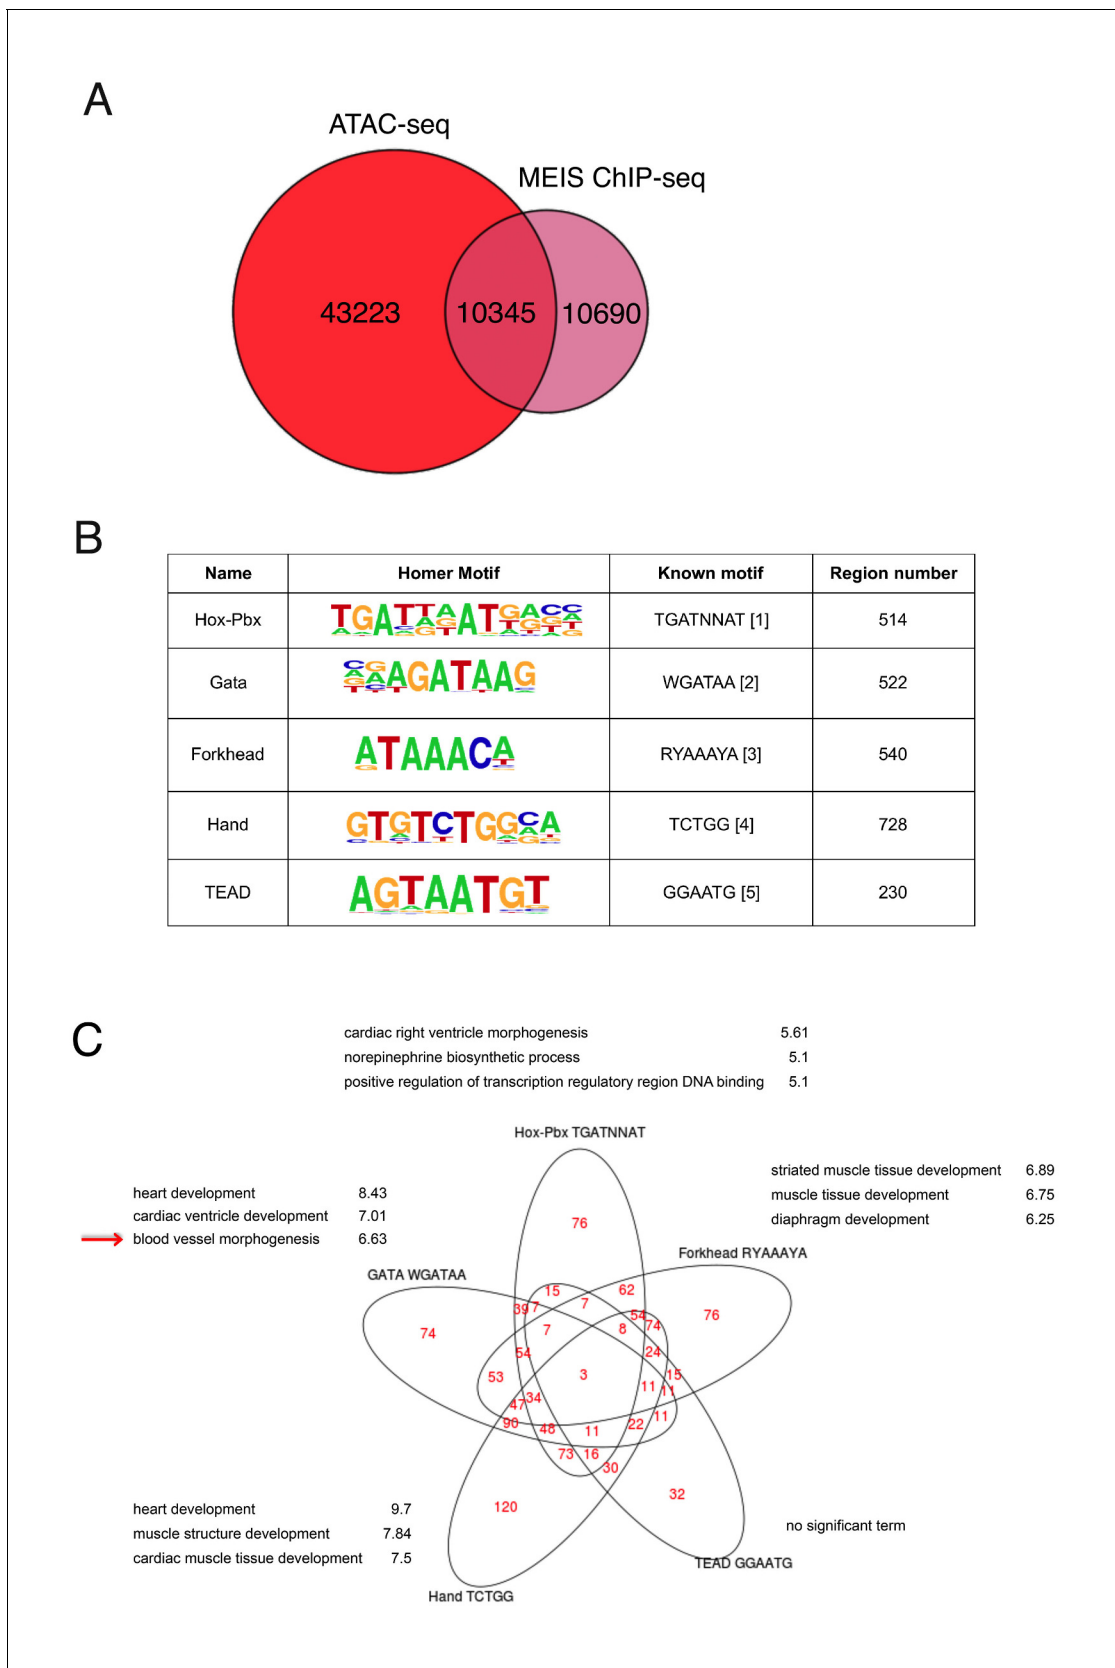 A
ATAC-seq
MEIS ChIP-seq
43223
10345
10690
B
Name Homer Motif Known motif Region number
Hox-Pbx TGATTAATGACC TGATNNAT [1] 514
Gata CGAGATAAG WGATAA [2] 522
Forkhead ATAAACA RYAAAYA [3] 540
Hand GTGTCTGGCA TCTGG [4] 728
TEAD AGTAATGT GGAATG [5] 230
C
cardiac right ventricle morphogenesis 5.61
norepinephrine biosynthetic process 5.1
positive regulation of transcription regulatory region DNA binding 5.1
Hox-Pbx TGATNNAT
striated muscle tissue development 6.89
muscle tissue development 6.75
diaphragm development 6.25
heart development 8.43
cardiac ventricle development 7.01
blood vessel morphogenesis 6.63
Forkhead RYAAAYA
GATA WGATAA
76
15 62
39 7 7 54 76
74 7 8 74
54 24
53 3 15
11 11
47 34
90 48 11 22 11
73 16
30
120 32
heart development 9.7
muscle structure development 7.84
cardiac muscle tissue development 7.5
no significant term
TEAD GGAATG
Hand TCTGG